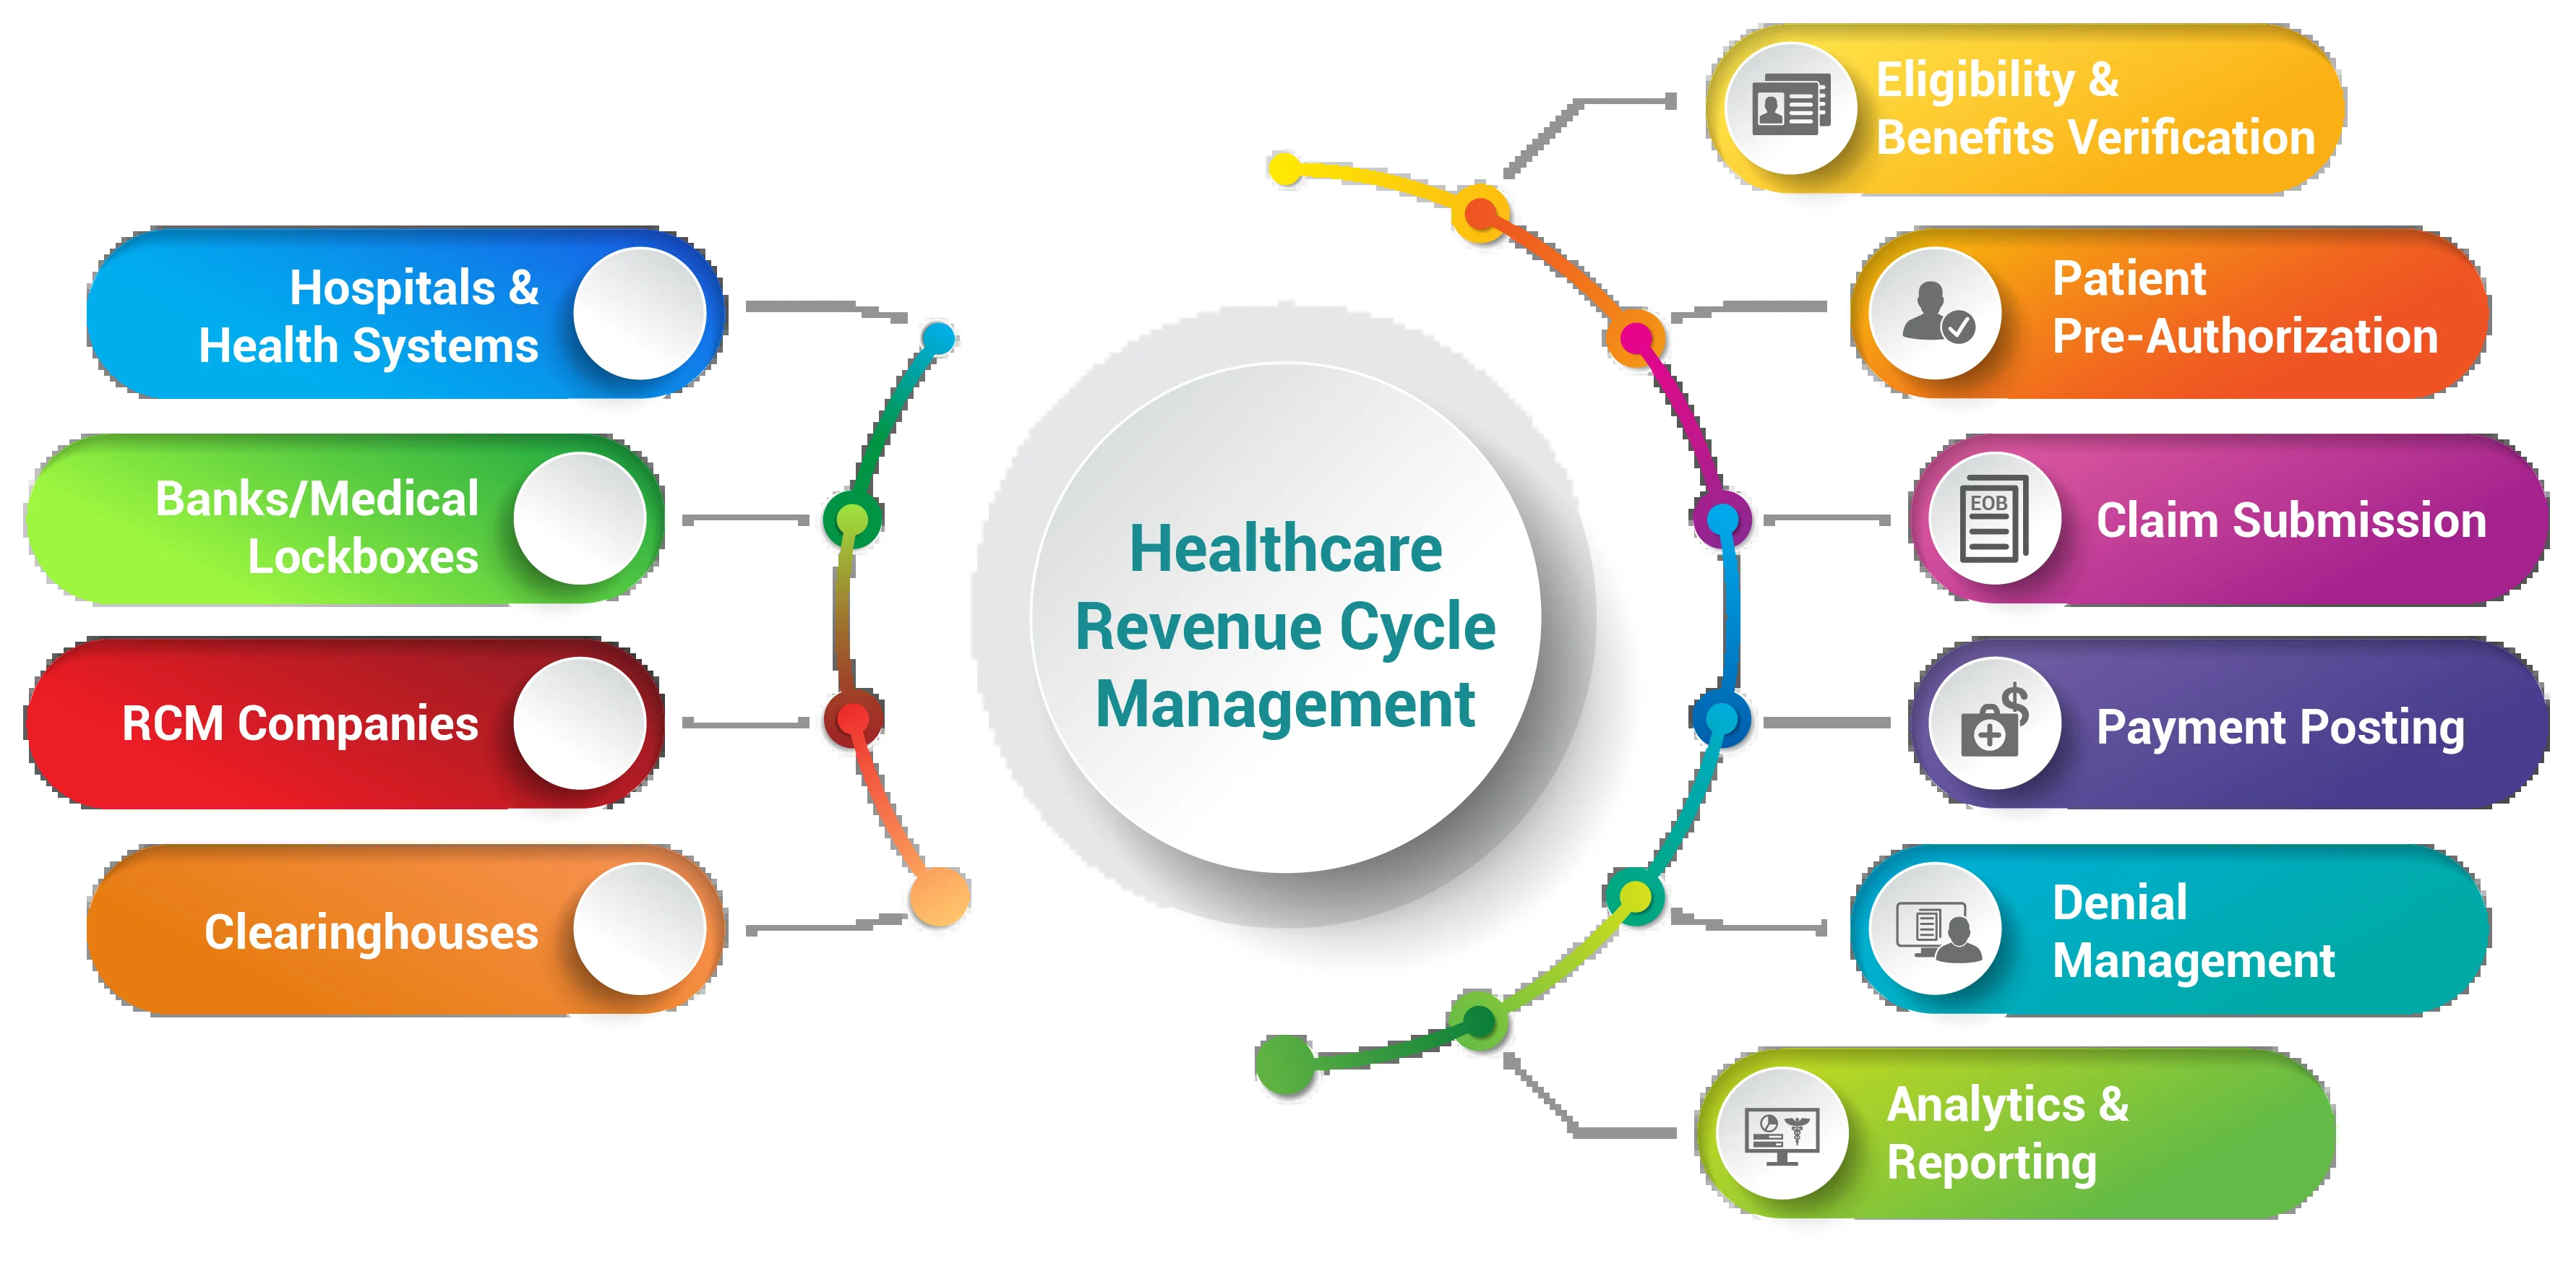 Hospitals &
Health Systems
Banks/Medical
Lockboxes
RCM Companies
Clearinghouses
Healthcare
Revenue Cycle
Management
Eligibility &
Benefits Verification
Patient
Pre-Authorization
EOB
Claim Submission
$
Payment Posting
Denial
Management
Analytics &
Reporting